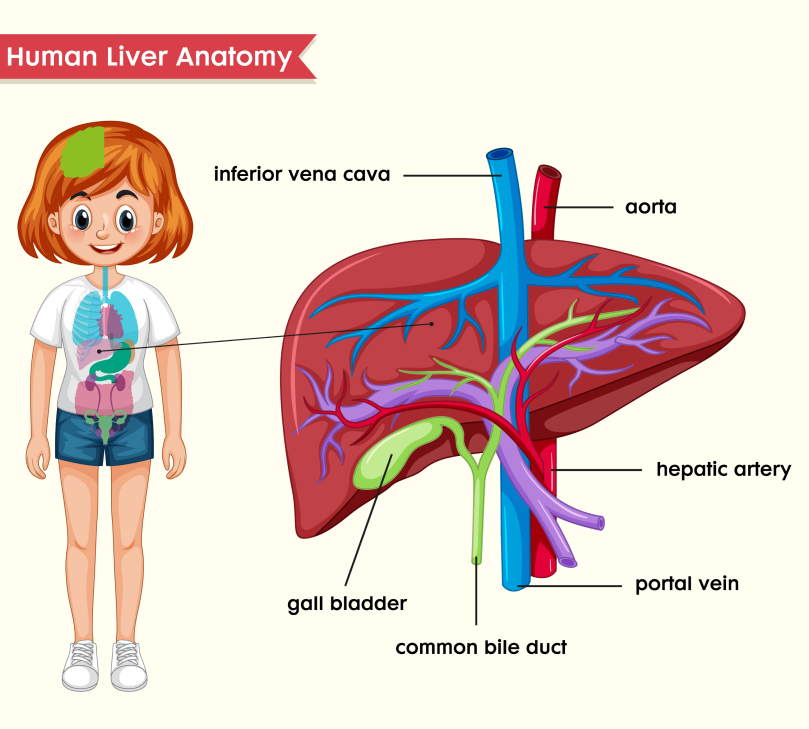 Human Liver Anatomy
inferior vena cava
aorta
hepatic artery
portal vein
gall bladder
common bile duct